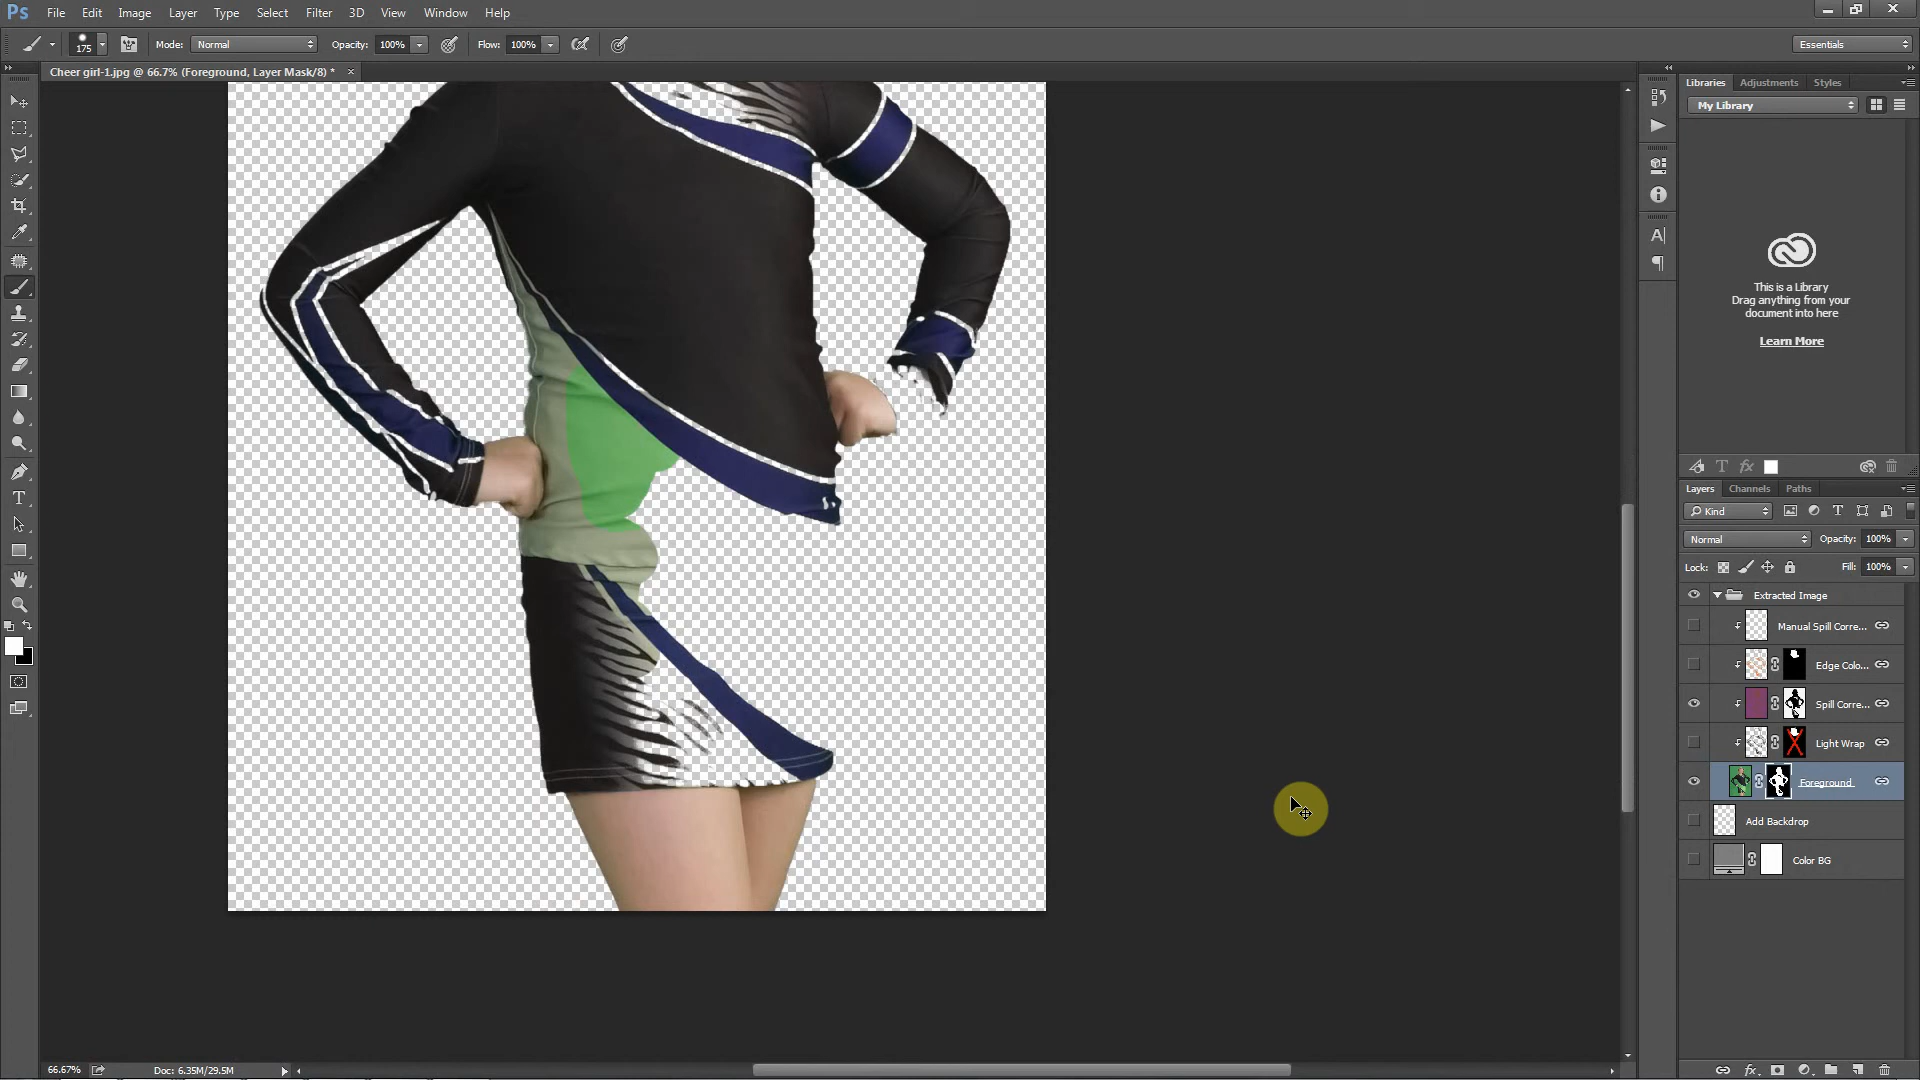 Ps File Edit Image Layer Type Select Filter 3D View Window Help
175 Mode: Normal Opacity: 100% Flow: 100% Essentials
Cheer girl-1.jpg @ 66.7% (Foreground, Layer Mask/8) * ×
Libraries Adjustments Styles
My Library
This is a Library
Drag anything from your
document into here
Learn More
Layers Channels Paths
Kind
Normal Opacity: 100%
Lock: Fill: 100%
Extracted Image
Manual Spill Corre...
Edge Colo...
Spill Corre...
Light Wrap
Foreground
Add Backdrop
Color BG
66.67% Doc: 6.35M/29.5M